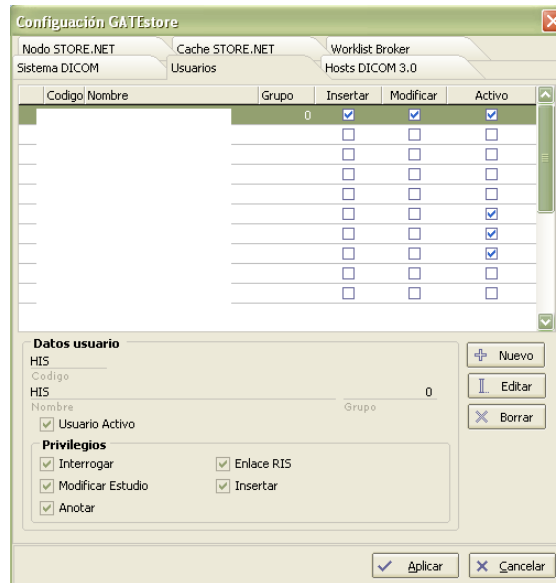 Configuación GATEstore
Nodo STORE.NET Cache STORE.NET Worklist Broker
Sistema DICOM Usuarios Hosts DICOM 3.0
Codigo Nombre Grupo Insertar Modificar Activo
0
Datos usuario
HIS
Codigo
HIS 0
Nombre Grupo
Usuario Activo
Privilegios
Interrogar Enlace RIS
Modificar Estudio Insertar
Anotar
Nuevo
Editar
Borrar
Aplicar Cancelar